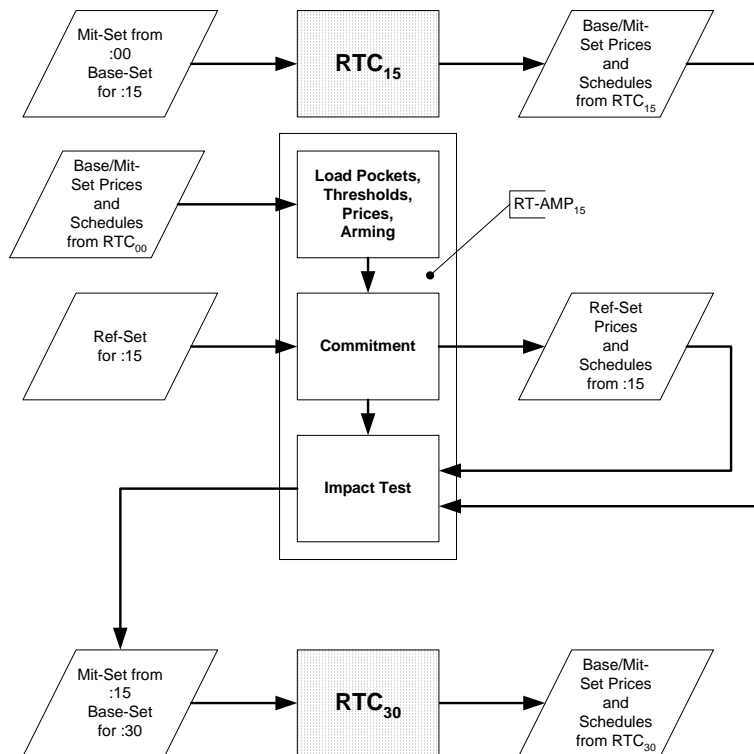 Mit-Set from
:00
Base-Set
for :15
RTC15
Base/Mit-
Set Prices
and
Schedules
from RTC15
Base/Mit-
Set Prices
and
Schedules
from RTC00
Load Pockets,
Thresholds,
Prices,
Arming
RT-AMP15
Ref-Set
for :15
Commitment
Ref-Set
Prices
and
Schedules
from :15
Impact Test
Mit-Set from
:15
Base-Set
for :30
RTC30
Base/Mit-
Set Prices
and
Schedules
from RTC30